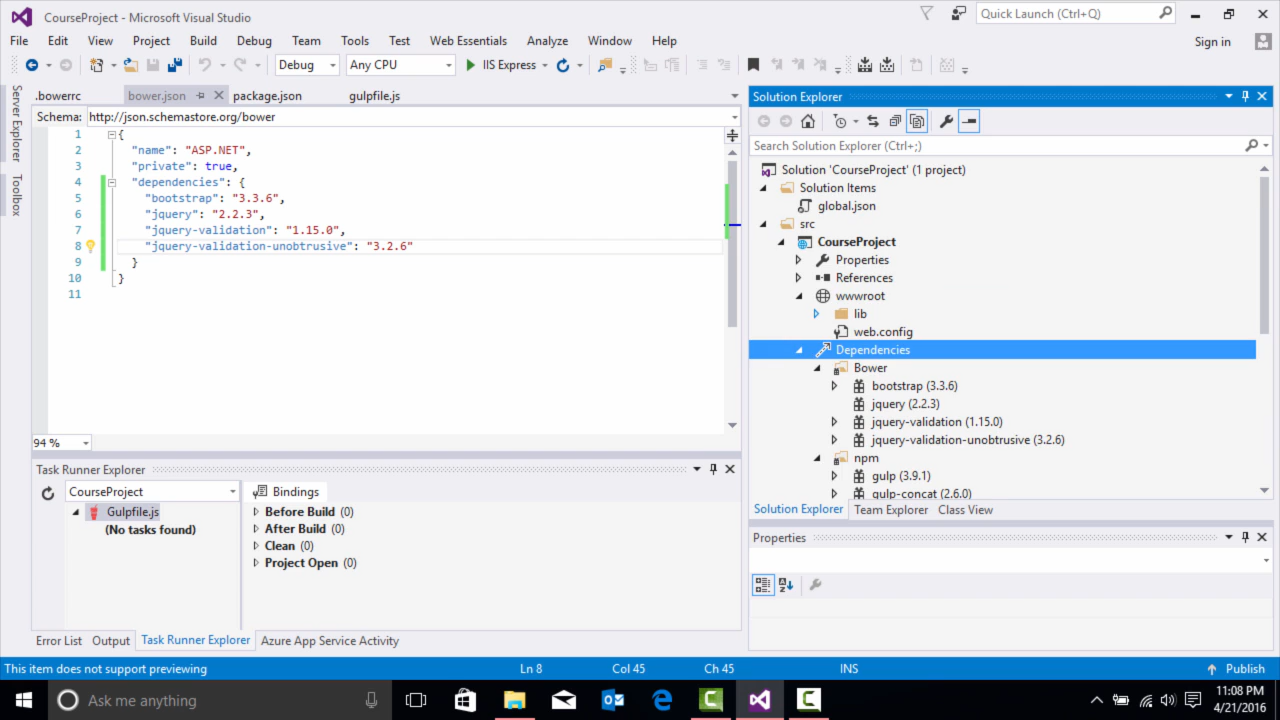 CourseProject - Microsoft Visual Studio
Quick Launch (Ctrl+Q)
File Edit View Project Build Debug Team Tools Test Web Essentials Analyze Window Help
Sign in
Debug Any CPU IIS Express
Server Explorer
Toolbox
.bowerrc bower.json package.json gulpfile.js
Schema: http://json.schemastore.org/bower
1 {
2 "name": "ASP.NET",
3 "private": true,
4 "dependencies": {
5 "bootstrap": "3.3.6",
6 "jquery": "2.2.3",
7 "jquery-validation": "1.15.0",
8 "jquery-validation-unobtrusive": "3.2.6"
9 }
10 }
11
94 %
Task Runner Explorer
CourseProject
Gulpfile.js
(No tasks found)
Bindings
Before Build (0)
After Build (0)
Clean (0)
Project Open (0)
Error List Output Task Runner Explorer Azure App Service Activity
Solution Explorer
Search Solution Explorer (Ctrl+;)
Solution 'CourseProject' (1 project)
Solution Items
global.json
src
CourseProject
Properties
References
wwwroot
lib
web.config
Dependencies
Bower
bootstrap (3.3.6)
jquery (2.2.3)
jquery-validation (1.15.0)
jquery-validation-unobtrusive (3.2.6)
npm
gulp (3.9.1)
gulp-concat (2.6.0)
Solution Explorer Team Explorer Class View
Properties
This item does not support previewing
Ln 8 Col 45 Ch 45 INS
Publish
Ask me anything
11:08 PM
4/21/2016